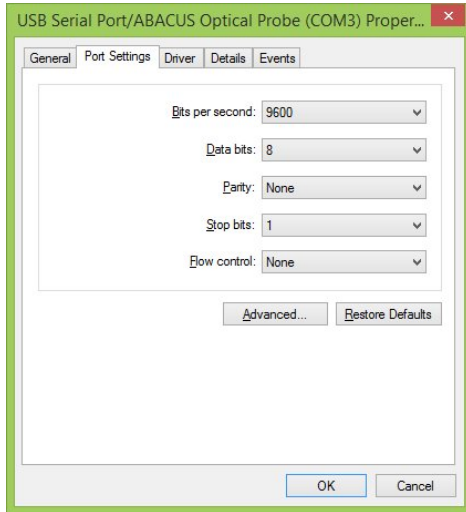 USB Serial Port/ABACUS Optical Probe (COM3) Proper...
General Port Settings Driver Details Events
Bits per second: 9600
Data bits: 8
Parity: None
Stop bits: 1
Flow control: None
Advanced... Restore Defaults
OK Cancel